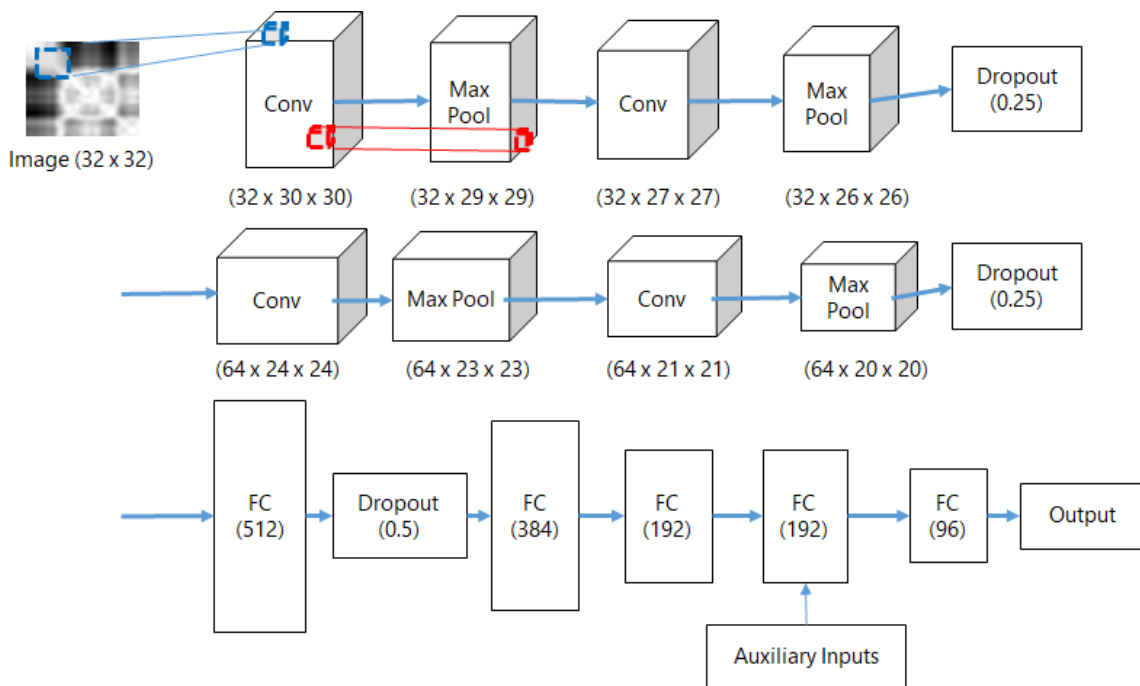 Image (32 x 32)
Conv
(32 x 30 x 30)
Max
Pool
(32 x 29 x 29)
Conv
(32 x 27 x 27)
Max
Pool
(32 x 26 x 26)
Dropout
(0.25)
Conv
(64 x 24 x 24)
Max Pool
(64 x 23 x 23)
Conv
(64 x 21 x 21)
Max
Pool
(64 x 20 x 20)
Dropout
(0.25)
FC
(512)
Dropout
(0.5)
FC
(384)
FC
(192)
FC
(192)
FC
(96)
Output
Auxiliary Inputs